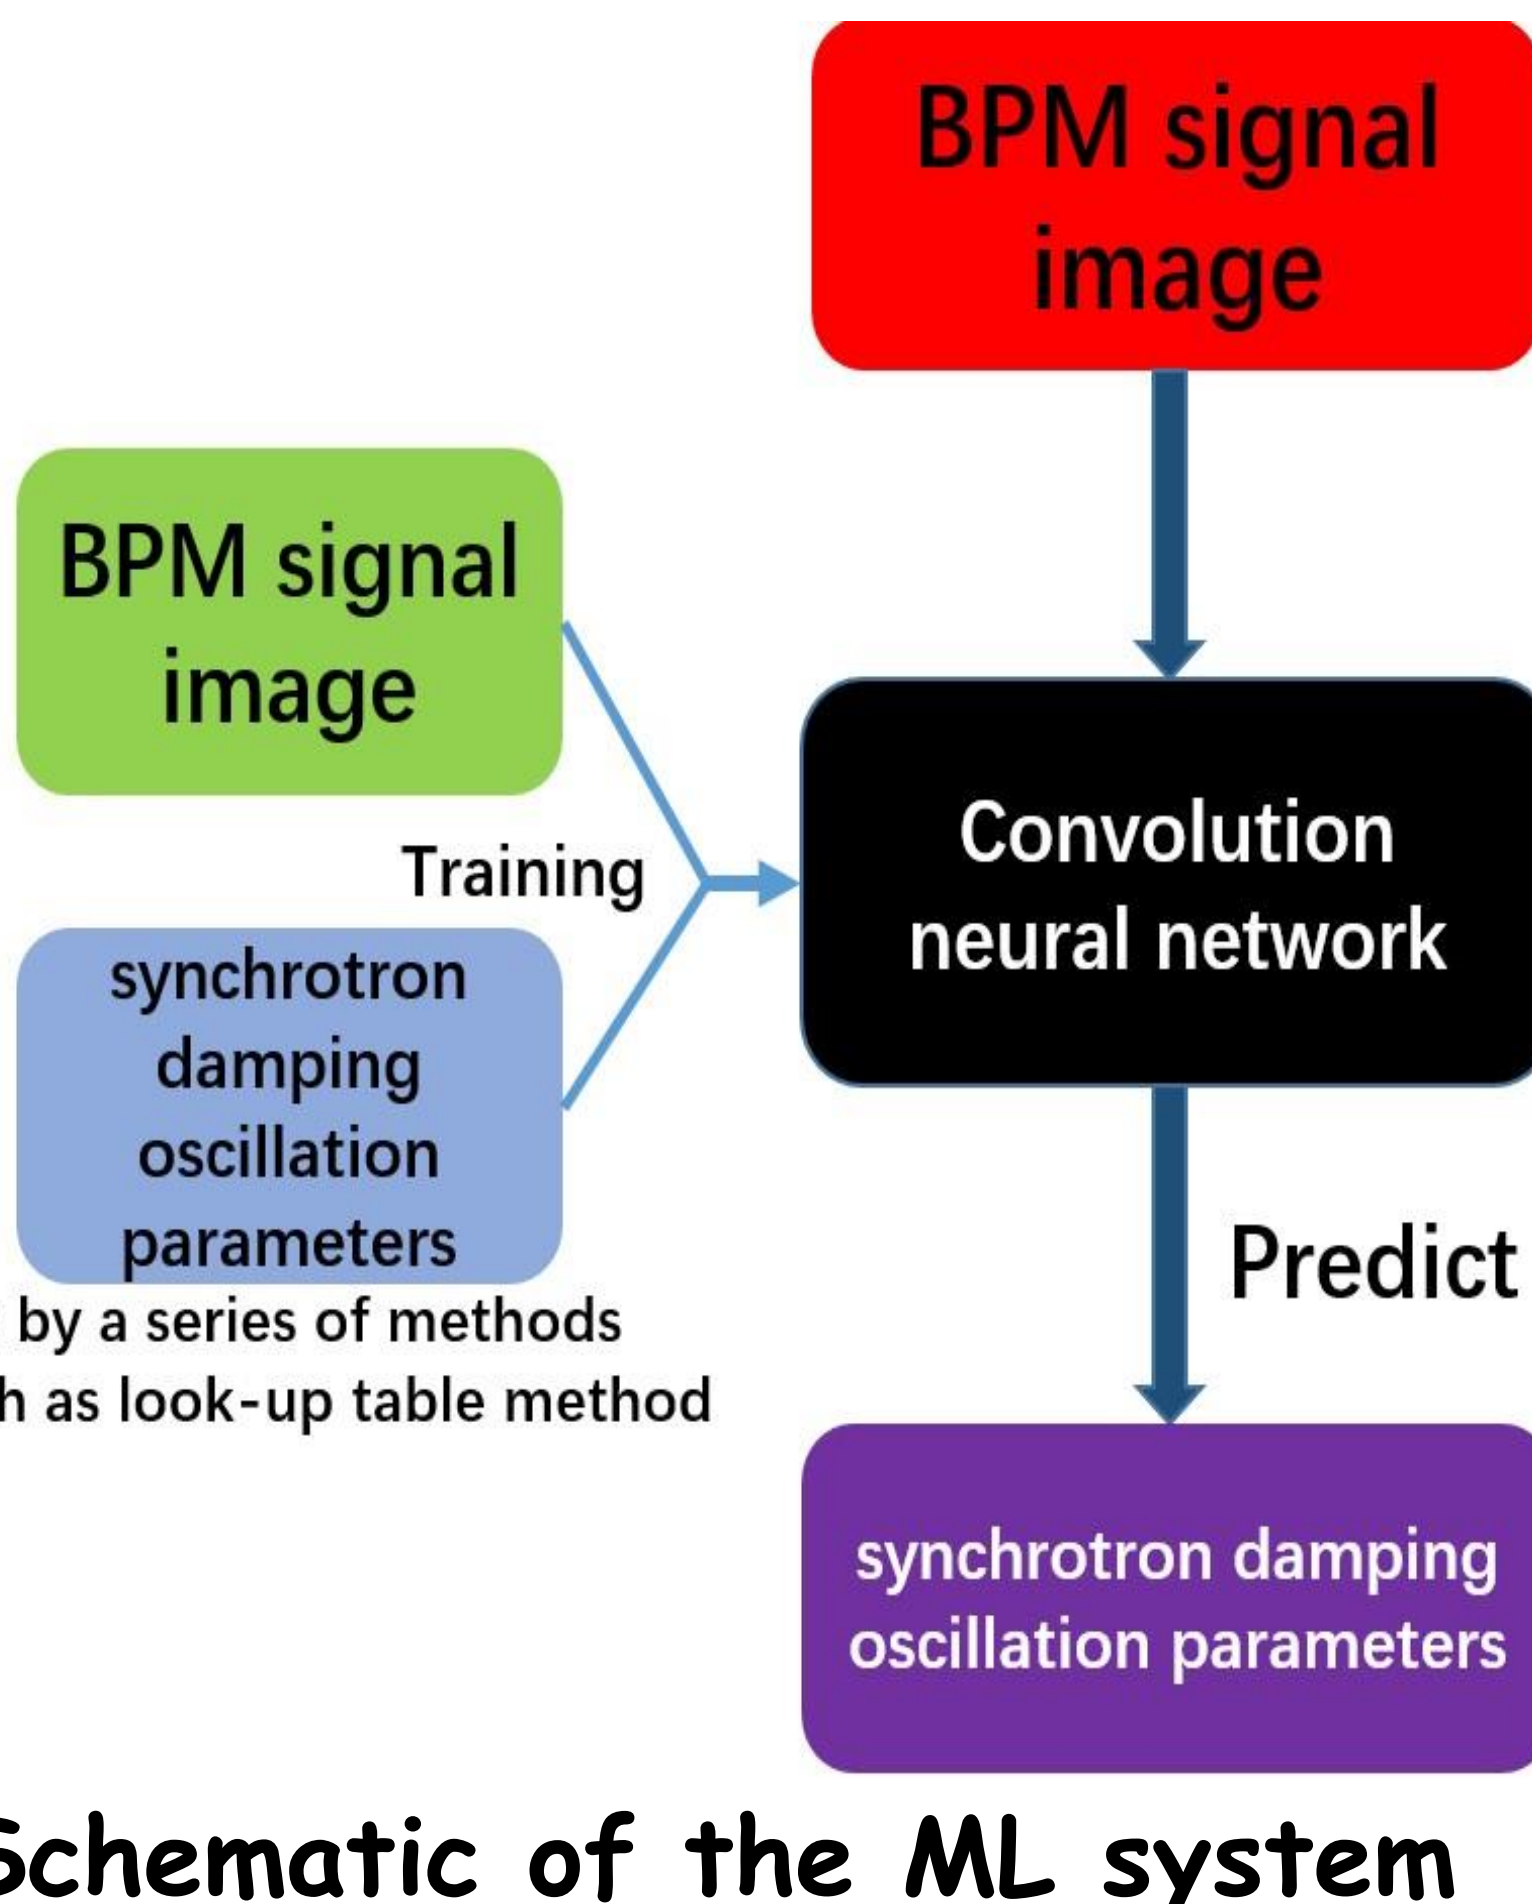 BPM signal
image
BPM signal
image
Training
synchrotron
damping
oscillation
parameters
by a series of methods
as look-up table method
Convolution
neural network
Predict
synchrotron damping
oscillation parameters
Schematic of the ML system